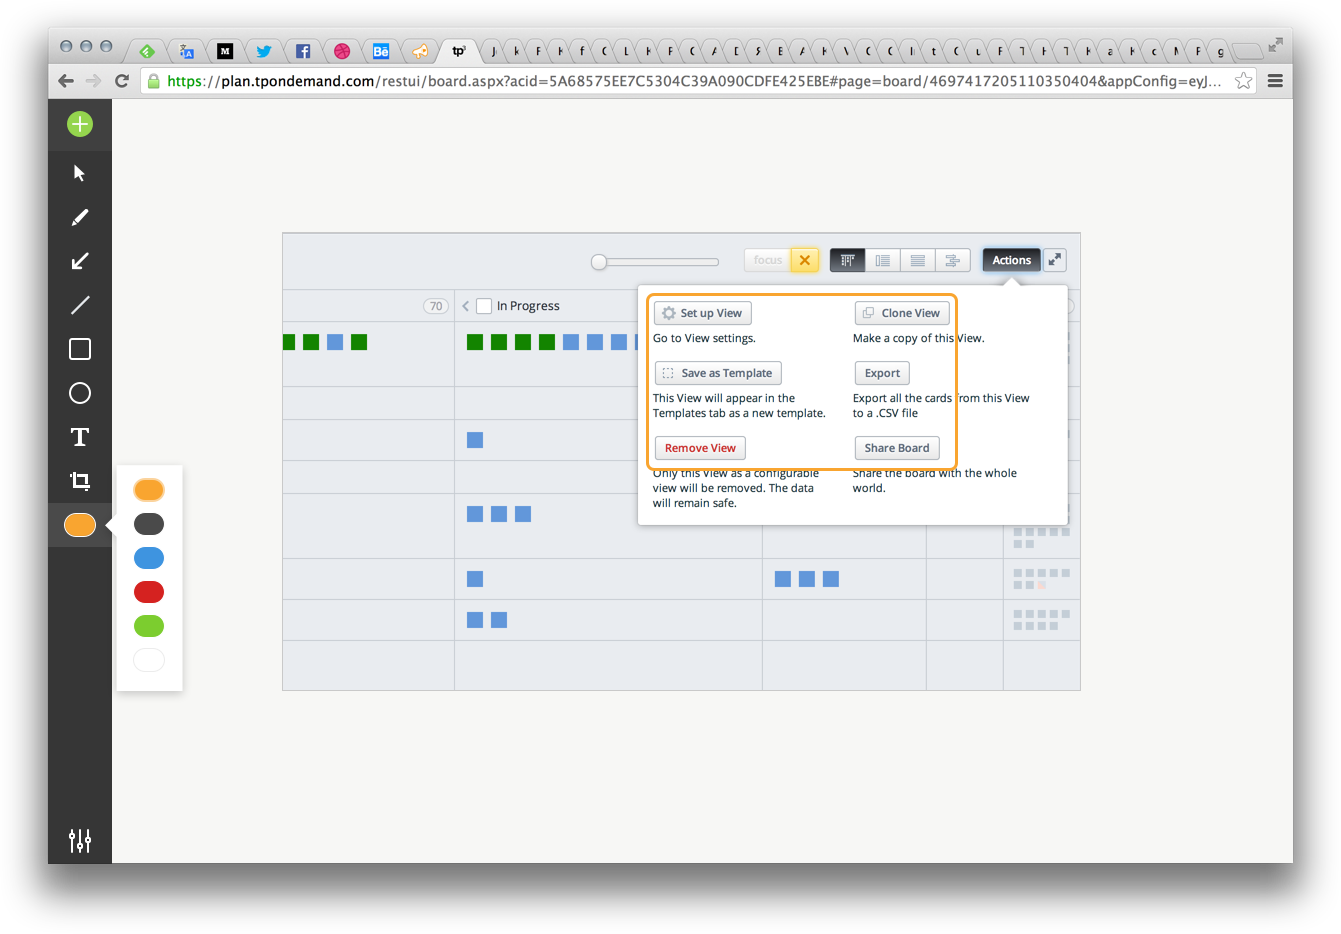 M
Bē
tp3
J k F H f C L K F C A D S E A K V C C I t C u F T H T K a K c M F g
https://plan.tpondemand.com/restui/board.aspx?acid=5A68575EE7C5304C39A090CDFE425EBE#page=board/4697417205110350404&appConfig=eyJ...
focus
Actions
70
In Progress
Set up View
Go to View settings.
Clone View
Make a copy of this View.
Save as Template
This View will appear in the
Templates tab as a new template.
Export
Export all the cards from this View
to a .CSV file
Remove View
Only this View as a configurable
view will be removed. The data
will remain safe.
Share Board
Share the board with the whole
world.
T